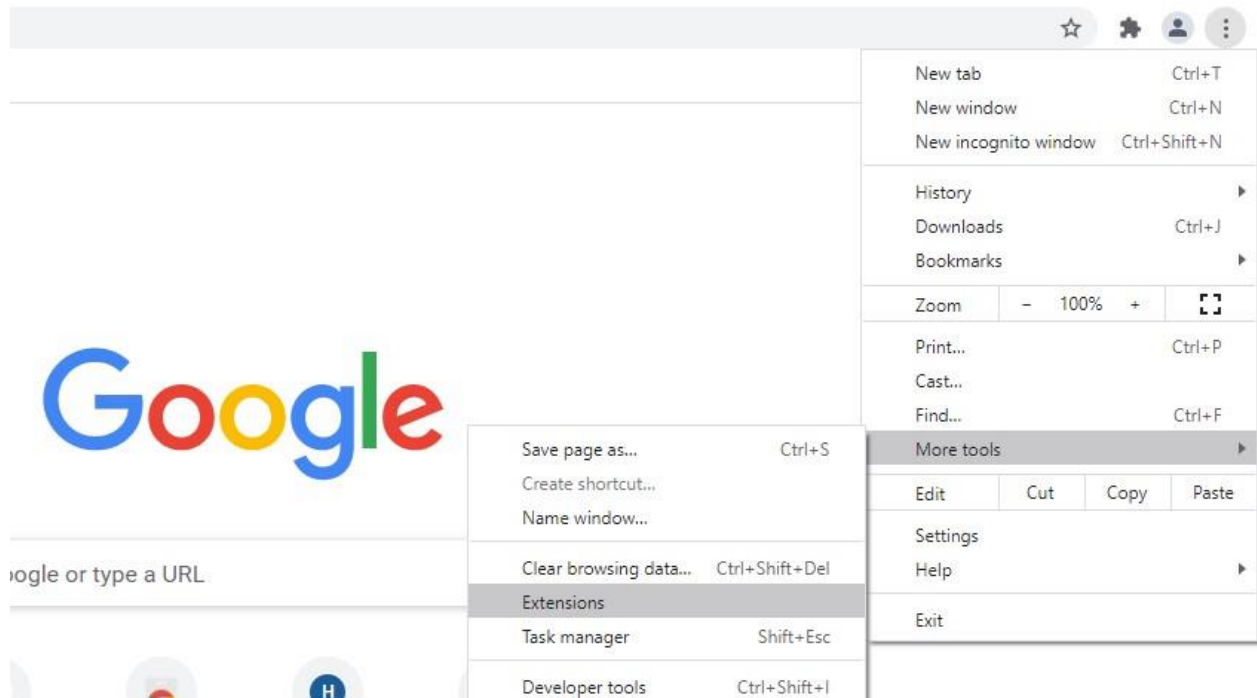 New tab Ctrl+T
New window Ctrl+N
New incognito window Ctrl+Shift+N
History
Downloads Ctrl+J
Bookmarks
Zoom - 100% +
Print... Ctrl+P
Cast...
Find... Ctrl+F
More tools
Edit Cut Copy Paste
Settings
Help
Exit
Google
Save page as... Ctrl+S
Create shortcut...
Name window...
Clear browsing data... Ctrl+Shift+Del
Extensions
Task manager Shift+Esc
Developer tools Ctrl+Shift+I
oogle or type a URL
H